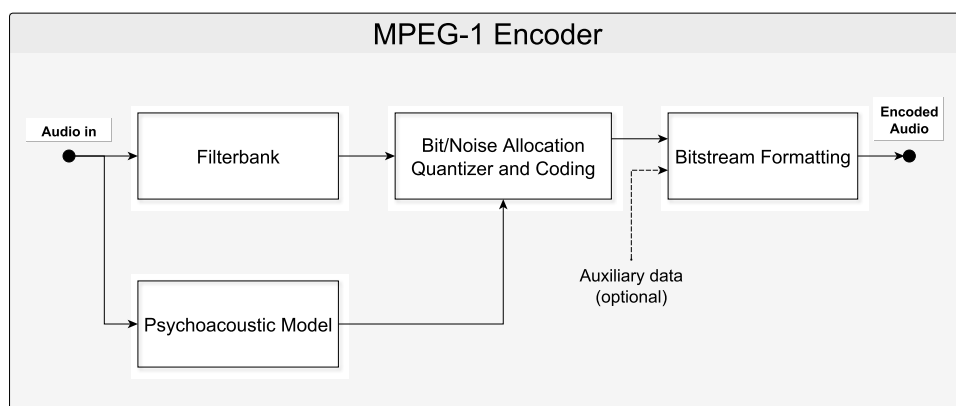 MPEG-1 Encoder
Audio in
Filterbank
Bit/Noise Allocation
Quantizer and Coding
Bitstream Formatting
Encoded
Audio
Auxiliary data
(optional)
Psychoacoustic Model